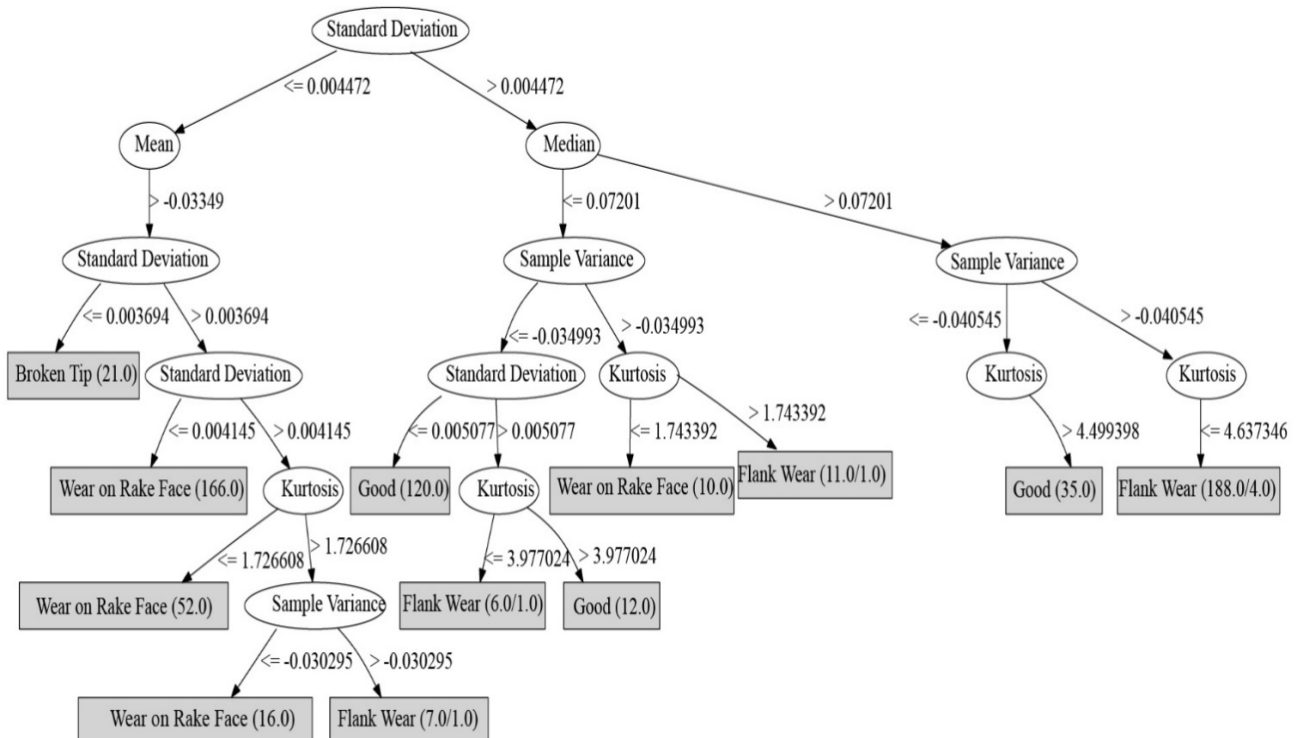 Standard Deviation
<= 0.004472
> 0.004472
Mean
Median
> -0.03349
<= 0.07201
> 0.07201
Standard Deviation
Sample Variance
Sample Variance
<= 0.003694
> 0.003694
<= -0.034993
> -0.034993
<= -0.040545
> -0.040545
Broken Tip (21.0)
Standard Deviation
Standard Deviation
Kurtosis
Kurtosis
Kurtosis
<= 0.004145
> 0.004145
<= 0.005077
> 0.005077
<= 1.743392
> 1.743392
> 4.499398
<= 4.637346
Wear on Rake Face (166.0)
Kurtosis
Good (120.0)
Kurtosis
Wear on Rake Face (10.0)
Flank Wear (11.0/1.0)
Good (35.0)
Flank Wear (188.0/4.0)
<= 1.726608
> 1.726608
<= 3.977024
> 3.977024
Wear on Rake Face (52.0)
Sample Variance
Flank Wear (6.0/1.0)
Good (12.0)
<= -0.030295
> -0.030295
Wear on Rake Face (16.0)
Flank Wear (7.0/1.0)